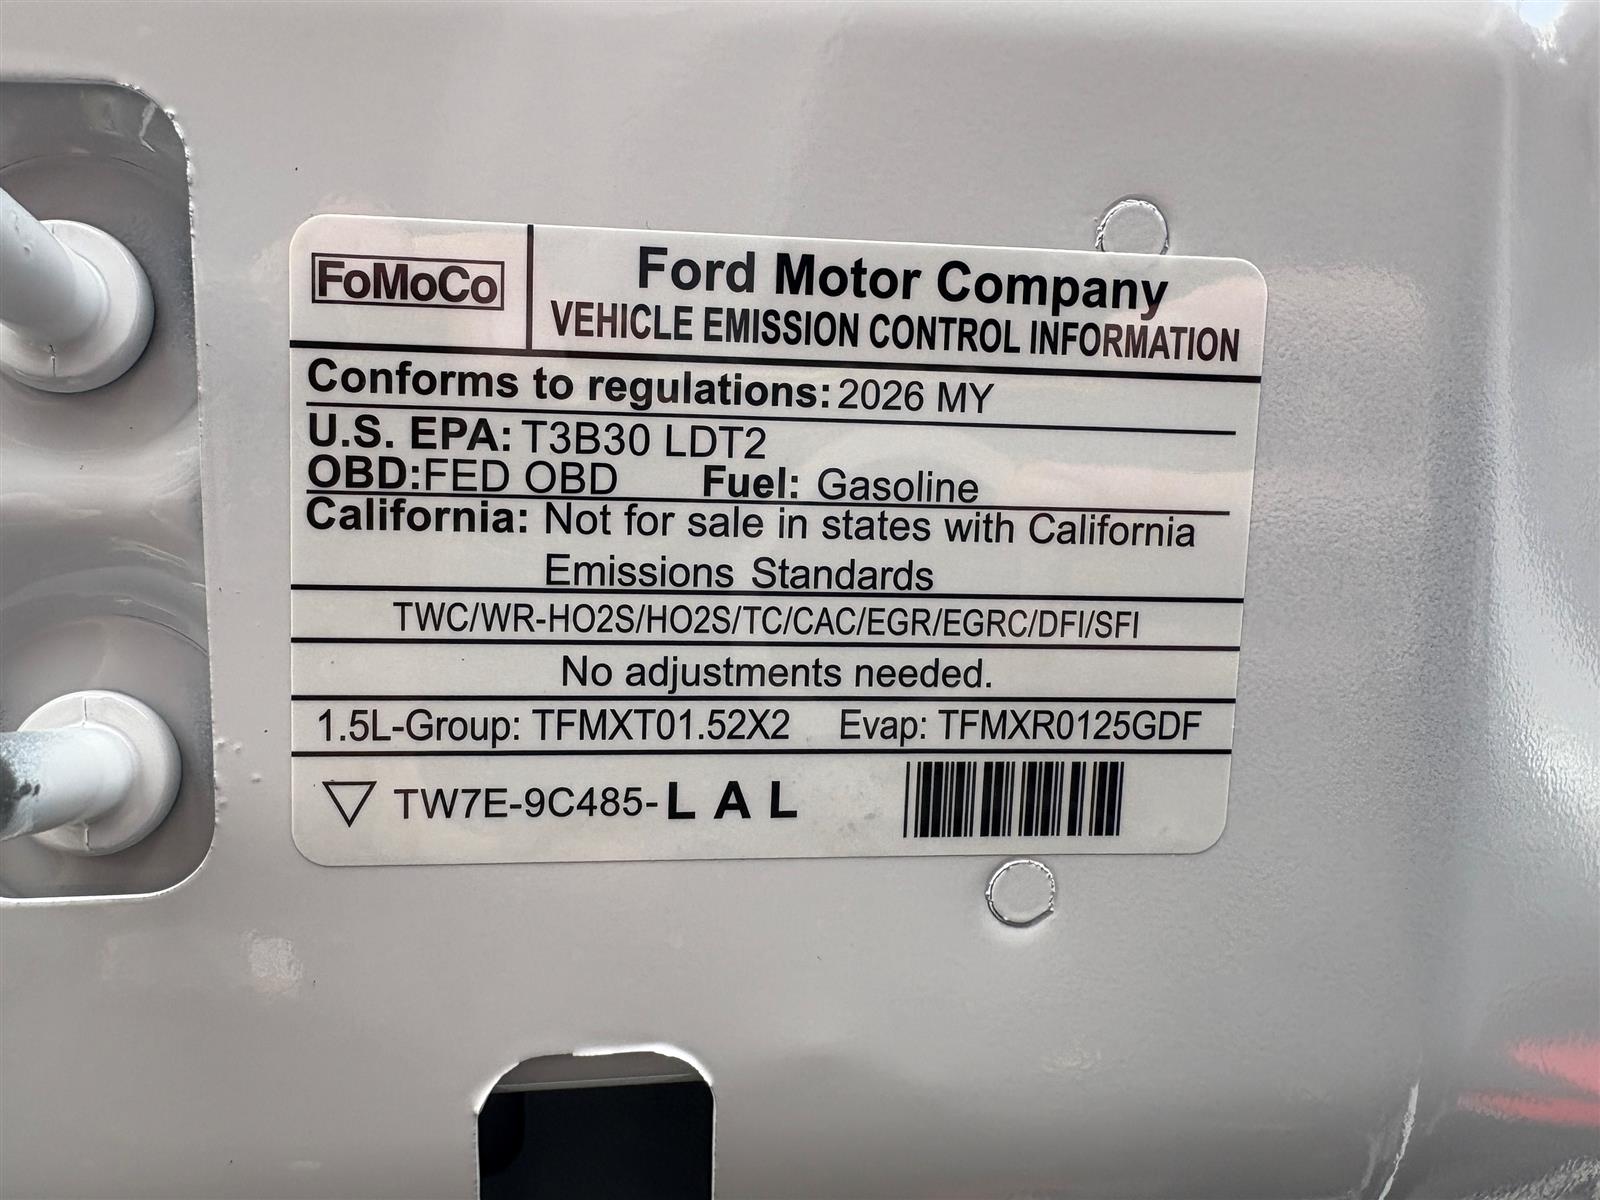 FoMoCo
Ford Motor Company
VEHICLE EMISSION CONTROL INFORMATION
Conforms to regulations: 2026 MY
U.S. EPA: T3B30 LDT2
OBD:FED OBD Fuel: Gasoline
California: Not for sale in states with California
Emissions Standards
TWC/WR-HO2S/HO2S/TC/CAC/EGR/EGRC/DFI/SFI
No adjustments needed.
1.5L-Group: TFMXT01.52X2 Evap: TFMXR0125GDF
TW7E-9C485-L A L